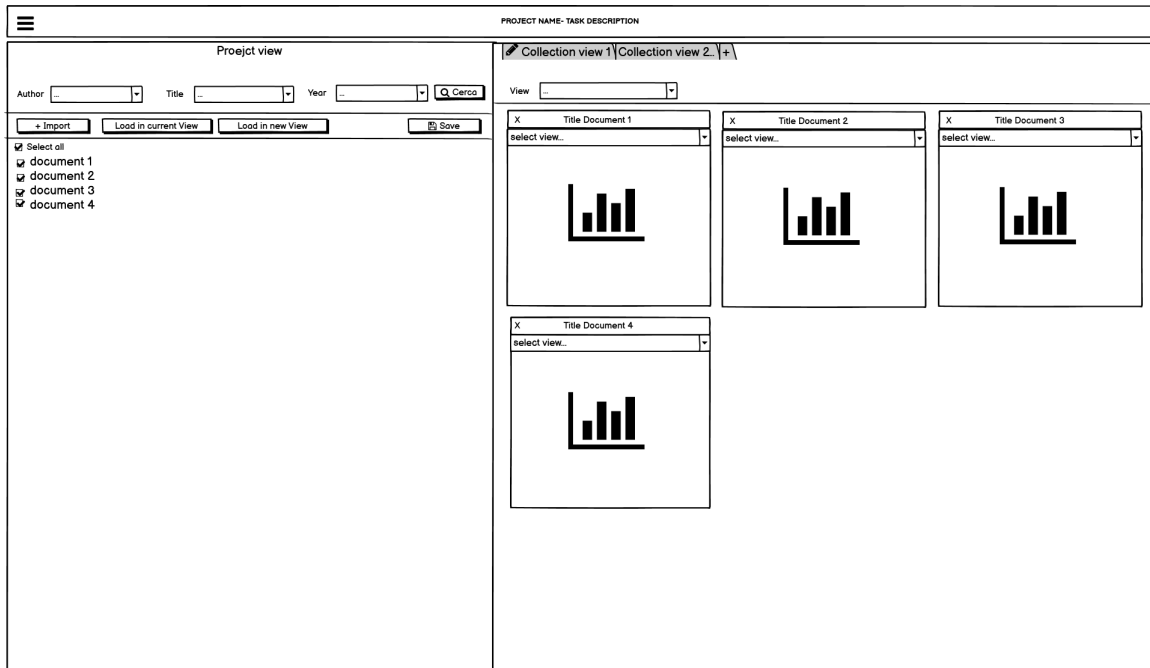 PROJECT NAME- TASK DESCRIPTION
Proejct view
Author ... Title ... Year ... Cerca
+ Import Load in current View Load in new View Save
Select all
document 1
document 2
document 3
document 4
Collection view 1 Collection view 2... +
View ...
X Title Document 1
select view...
X Title Document 2
select view...
X Title Document 3
select view...
X Title Document 4
select view...